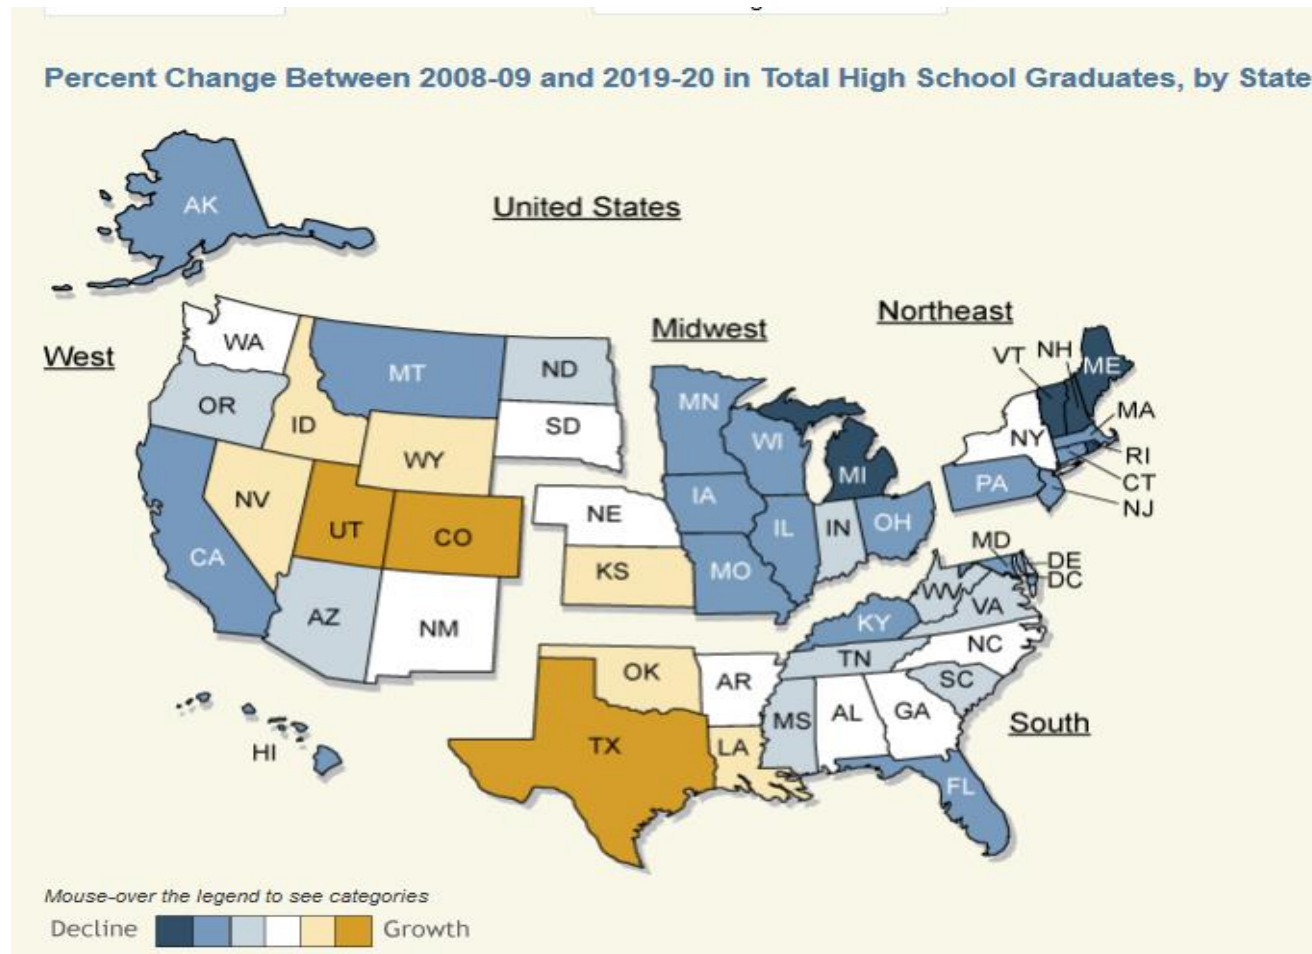 Percent Change Between 2008-09 and 2019-20 in Total High School Graduates, by State
AK
United States
Northeast
Midwest
West
WA
MT
ND
MN
VT
NH
ME
OR
ID
SD
WI
NY
MA
WY
MI
RI
NV
IA
PA
CT
UT
CO
NE
IL
IN
OH
NJ
CA
KS
MO
MD
DE
DC
AZ
NM
WV
VA
KY
NC
TN
OK
AR
SC
MS
AL
GA
South
HI
TX
LA
FL
Mouse-over the legend to see categories
Decline
Growth